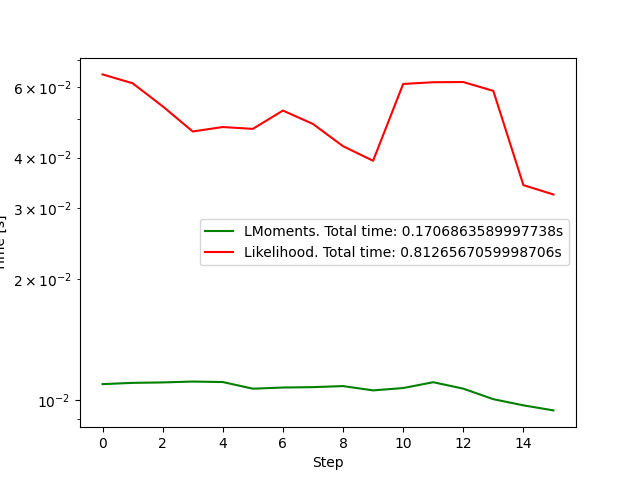 6 × 10⁻²
4 × 10⁻²
3 × 10⁻²
2 × 10⁻²
10⁻²
LMoments. Total time: 0.1706863589997738s
Likelihood. Total time: 0.8126567059998706s
0 2 4 6 8 10 12 14
Step